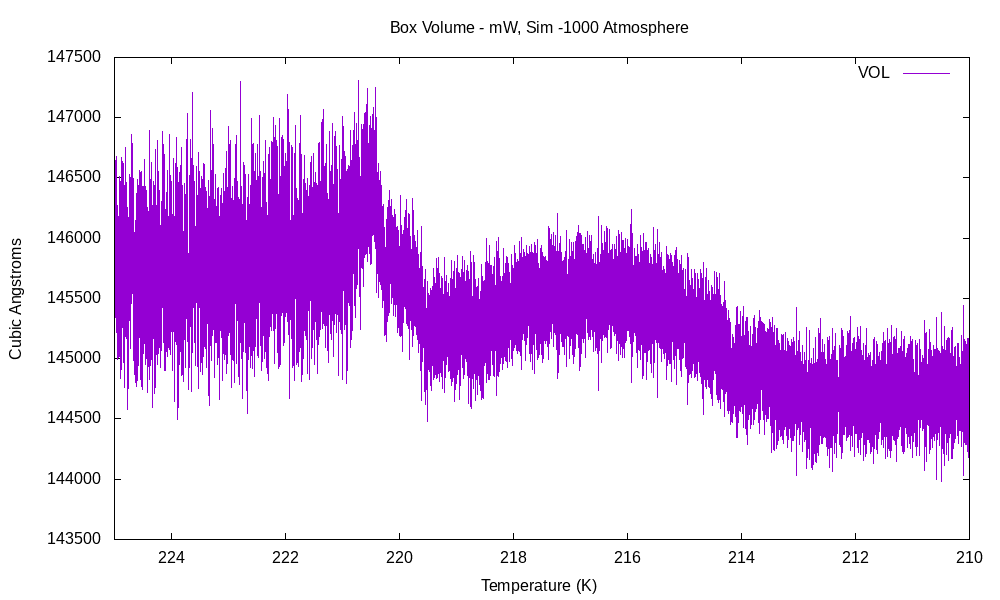 Box Volume - mW, Sim -1000 Atmosphere
VOL
147500
147000
146500
146000
145500
145000
144500
144000
143500
Cubic Angstroms
224 222 220 218 216 214 212 210
Temperature (K)